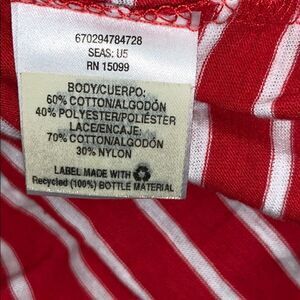 670294784728
SEAS: U5
RN 15099
BODY/CUERPO:
60% COTTON/ALGODÓN
40% POLYESTER/POLIÉSTER
LACE/ENCAJE:
70% COTTON/ALGODÓN
30% NYLON
LABEL MADE WITH
Recycled (100%) BOTTLE MATERIAL